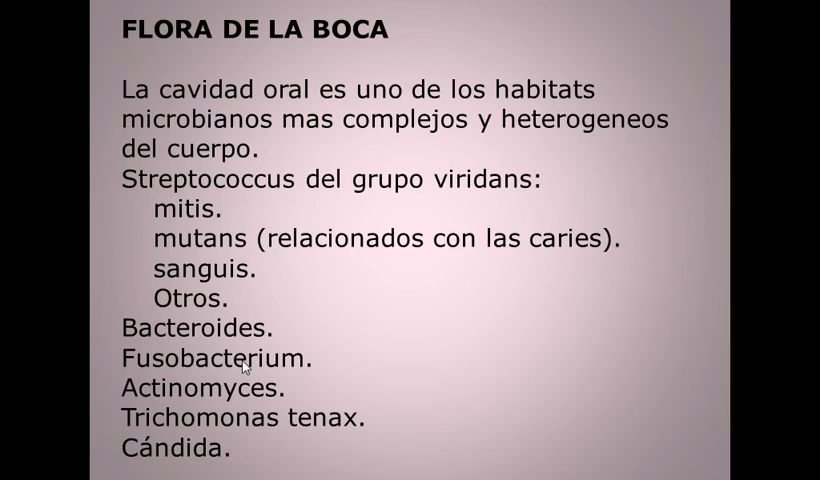 FLORA DE LA BOCA
La cavidad oral es uno de los habitats
microbianos mas complejos y heterogeneos
del cuerpo.
Streptococcus del grupo viridans:
mitis.
mutans (relacionados con las caries).
sanguis.
Otros.
Bacteroides.
Fusobacterium.
Actinomyces.
Trichomonas tenax.
Cándida.